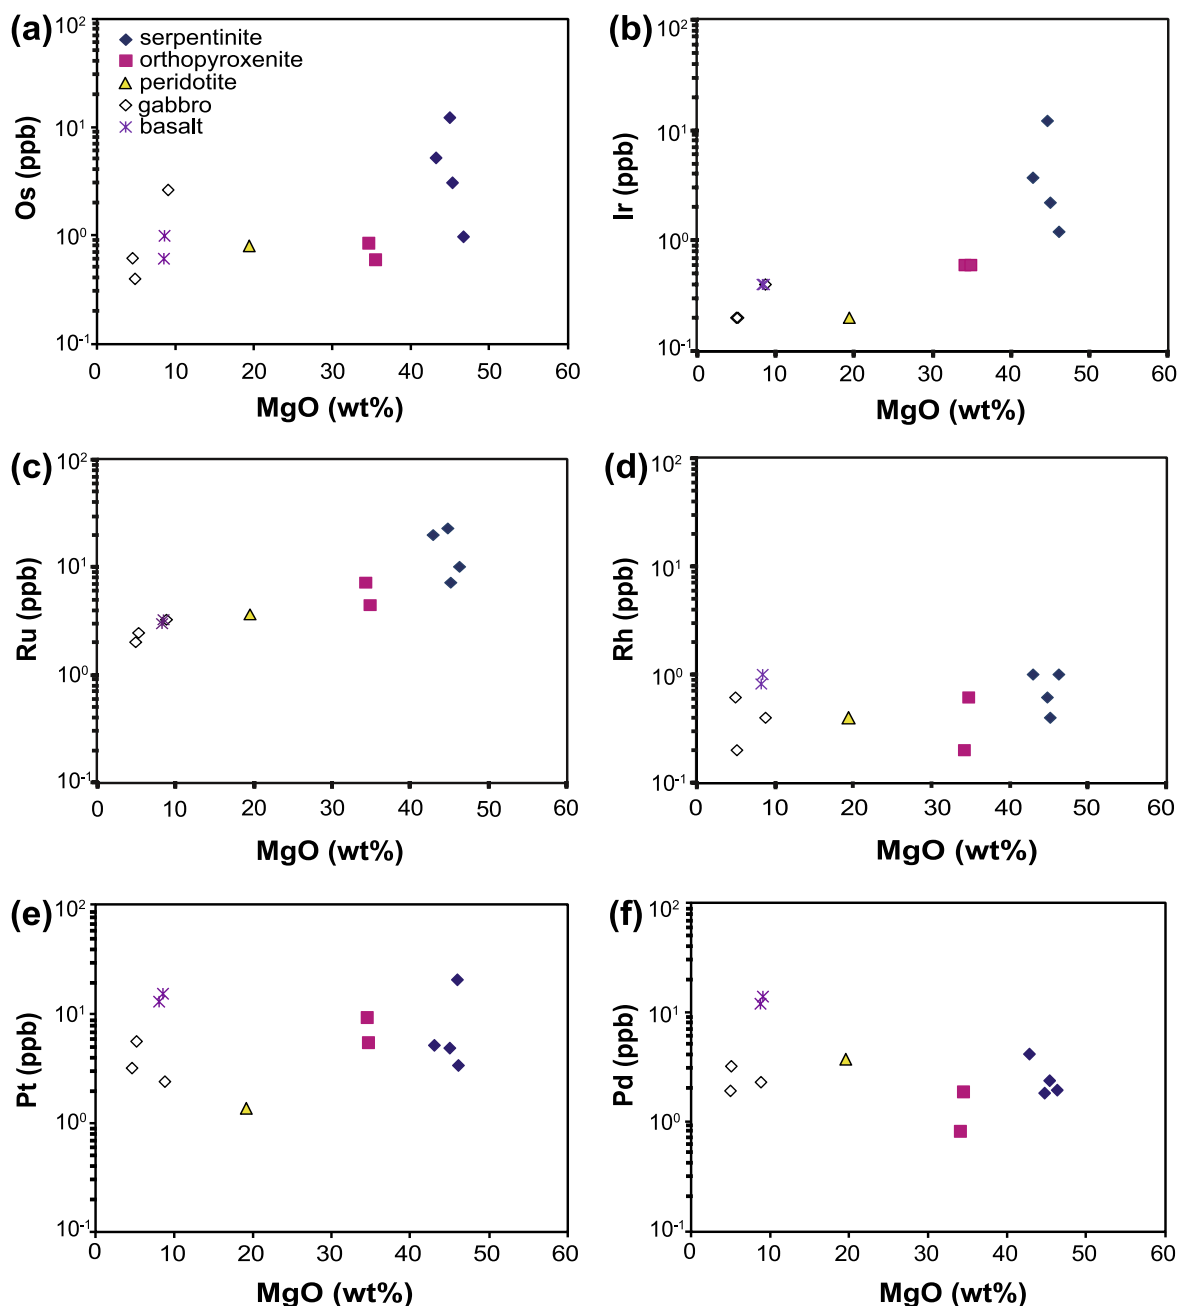 (a)
serpentinite
orthopyroxenite
peridotite
gabbro
basalt
10²
10¹
10⁰
10⁻¹
Os (ppb)
0 10 20 30 40 50 60
MgO (wt%)
(b)
10²
10¹
10⁰
10⁻¹
Ir (ppb)
0 10 20 30 40 50 60
MgO (wt%)
(c)
10²
10¹
10⁰
10⁻¹
Ru (ppb)
0 10 20 30 40 50 60
MgO (wt%)
(d)
10²
10¹
10⁰
10⁻¹
Rh (ppb)
0 10 20 30 40 50 60
MgO (wt%)
(e)
10²
10¹
10⁰
10⁻¹
Pt (ppb)
0 10 20 30 40 50 60
MgO (wt%)
(f)
10²
10¹
10⁰
10⁻¹
Pd (ppb)
0 10 20 30 40 50 60
MgO (wt%)